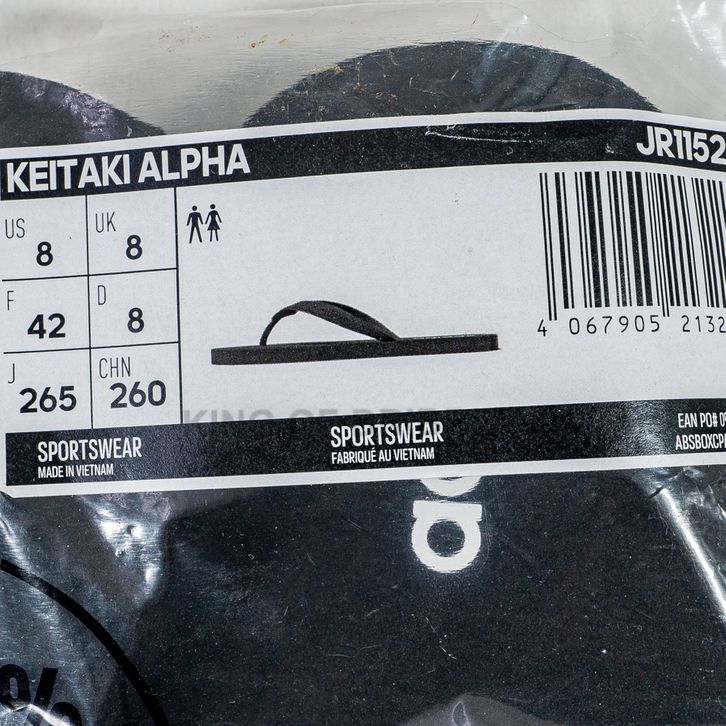 KEITAKI ALPHA
JR1152
US 8
UK 8
F 42
D 8
J 265
CHN 260
4 067905 2132
SPORTSWEAR
MADE IN VIETNAM
SPORTSWEAR
FABRIQUÉ AU VIETNAM
EAN PO#
ABSBOXCP
ad
%